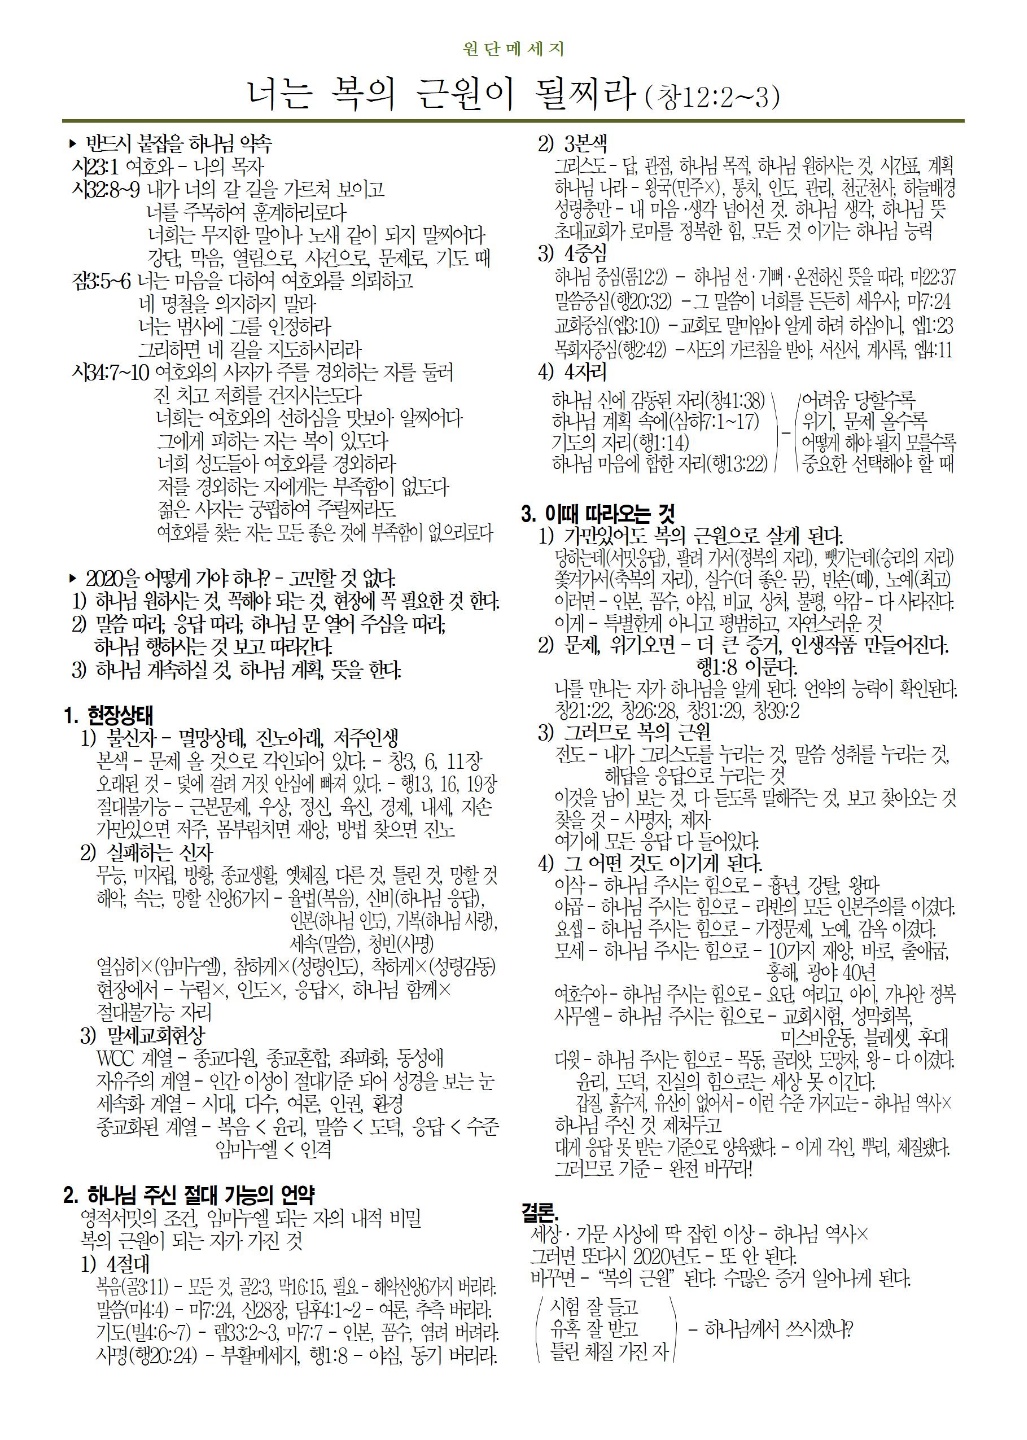 원단메세지
너는 복의 근원이 될찌라(창12:2~3)
▶ 반드시 붙잡을 하나님 약속
시23:1 여호와 - 나의 목자
시32:8~9 내가 너의 갈 길을 가르쳐 보이고
너를 주목하여 훈계하리로다
너희는 무지한 말이나 노새 같이 되지 말찌어다
강단, 막음, 열림으로, 사건으로, 문제로, 기도 때
잠3:5~6 너는 마음을 다하여 여호와를 의뢰하고
네 명철을 의지하지 말라
너는 범사에 그를 인정하라
그리하면 네 길을 지도하시리라
시34:7~10 여호와의 사자가 주를 경외하는 자를 둘러
진 치고 저희를 건지시는도다
너희는 여호와의 선하심을 맛보아 알찌어다
그에게 피하는 자는 복이 있도다
너희 성도들아 여호와를 경외하라
저를 경외하는 자에게는 부족함이 없도다
젊은 사자는 궁핍하여 주릴찌라도
여호와를 찾는 자는 모든 좋은 것에 부족함이 없으리로다
▶ 2020을 어떻게 가야 하나? - 고민할 것 없다.
1) 하나님 원하시는 것, 꼭해야 되는 것, 현장에 꼭 필요한 것 한다.
2) 말씀 따라, 응답 따라, 하나님 문 열어 주심을 따라,
하나님 행하시는 것 보고 따라간다.
3) 하나님 계속하실 것, 하나님 계획, 뜻을 한다.
1. 현장상태
1) 불신자 - 멸망상태, 진노아래, 저주인생
본색 - 문제 올 것으로 각인되어 있다. - 창3, 6, 11장
오래된 것 - 덫에 걸려 거짓 안심에 빠져 있다. - 행13, 16, 19장
절대불가능 - 근본문제, 우상, 정신, 육신, 경제, 내세, 자손
가만있으면 저주, 몸부림치면 재앙, 방법 찾으면 진노
2) 실패하는 신자
무능, 미자립, 방황, 종교생활, 옛체질, 다른 것, 틀린 것, 망할 것
해악, 속는, 망할 신앙6가지 - 율법(복음), 신비(하나님 응답),
인본(하나님 인도), 기복(하나님 사랑),
세속(말씀), 청빈(사명)
열심히×(임마누엘), 참하게×(성령인도), 착하게×(성령감동)
현장에서 - 누림×, 인도×, 응답×, 하나님 함께×
절대불가능 자리
3) 말세교회현상
WCC 계열 - 종교다원, 종교혼합, 좌파화, 동성애
자유주의 계열 - 인간 이성이 절대기준 되어 성경을 보는 눈
세속화 계열 - 시대, 다수, 여론, 인권, 환경
종교화된 계열 - 복음 < 윤리, 말씀 < 도덕, 응답 < 수준
임마누엘 < 인격
2. 하나님 주신 절대 가능의 언약
영적서밋의 조건, 임마누엘 되는 자의 내적 비밀
복의 근원이 되는 자가 가진 것
1) 4절대
복음(골3:11) - 모든 것, 골2:3, 막16:15, 필요 - 해악신앙6가지 버리라.
말씀(마4:4) - 마7:24, 신28장, 딤후4:1~2 - 여론, 추측 버리라.
기도(빌4:6~7) - 렘33:2~3, 마7:7 - 인본, 꼼수, 염려 버려라.
사명(행20:24) - 부활메세지, 행1:8 - 야심, 동기 버리라.
2) 3본색
그리스도 - 답, 관점, 하나님 목적, 하나님 원하시는 것, 시간표, 계획
하나님 나라 - 왕국(민주×), 통치, 인도, 관리, 천군천사, 하늘배경
성령충만 - 내 마음·생각 넘어선 것. 하나님 생각, 하나님 뜻
초대교회가 로마를 정복한 힘, 모든 것 이기는 하나님 능력
3) 4중심
하나님 중심(롬12:2) - 하나님 선·기뻐·온전하신 뜻을 따라, 마22:37
말씀중심(행20:32) - 그 말씀이 너희를 든든히 세우사, 마7:24
교회중심(엡3:10) - 교회로 말미암아 알게 하려 하심이니, 엡1:23
목회자중심(행2:42) - 사도의 가르침을 받아, 서신서, 계시록, 엡4:11
4) 4자리
하나님 신에 감동된 자리(창41:38) 어려움 당할수록
하나님 계획 속에(삼하7:1~17) - 위기, 문제 올수록
기도의 자리(행1:14) 어떻게 해야 될지 모를수록
하나님 마음에 합한 자리(행13:22) 중요한 선택해야 할 때
3. 이때 따라오는 것
1) 가만있어도 복의 근원으로 살게 된다.
당하는데(서밋응답), 팔려 가서(정복의 자리), 뺏기는데(승리의 자리)
쫓겨가서(축복의 자리), 실수(더 좋은 문), 빈손(떼), 노예(최고)
이러면 - 인본, 꼼수, 야심, 비교, 상처, 불평, 악감 - 다 사라진다.
이게 - 특별한게 아니고 평범하고, 자연스러운 것
2) 문제, 위기오면 - 더 큰 증거, 인생작품 만들어진다.
행1:8 이룬다.
나를 만나는 자가 하나님을 알게 된다. 언약의 능력이 확인된다.
창21:22, 창26:28, 창31:29, 창39:2
3) 그러므로 복의 근원
전도 - 내가 그리스도를 누리는 것, 말씀 성취를 누리는 것,
해답을 응답으로 누리는 것
이것을 남이 보는 것, 다 듣도록 말해주는 것, 보고 찾아오는 것
찾을 것 - 사명자, 제자
여기에 모든 응답 다 들어있다.
4) 그 어떤 것도 이기게 된다.
이삭 - 하나님 주시는 힘으로 - 흉년, 강탈, 왕따
야곱 - 하나님 주시는 힘으로 - 라반의 모든 인본주의를 이겼다.
요셉 - 하나님 주시는 힘으로 - 가정문제, 노예, 감옥 이겼다.
모세 - 하나님 주시는 힘으로 - 10가지 재앙, 바로, 출애굽,
홍해, 광야 40년
여호수아 - 하나님 주시는 힘으로 - 요단, 여리고, 아이, 가나안 정복
사무엘 - 하나님 주시는 힘으로 - 교회시험, 성막회복,
미스바운동, 블레셋, 후대
다윗 - 하나님 주시는 힘으로 - 목동, 골리앗, 도망자, 왕 - 다 이겼다.
윤리, 도덕, 진실의 힘으로는 세상 못 이긴다.
갑질, 흙수저, 유산이 없어서 - 이런 수준 가지고는 - 하나님 역사×
하나님 주신 것 제쳐두고
대게 응답 못 받는 기준으로 양육됐다. - 이게 각인, 뿌리, 체질됐다.
그러므로 기준 - 완전 바꾸라!
결론.
세상·가문 사상에 딱 잡힌 이상 - 하나님 역사×
그러면 또다시 2020년도 - 또 안 된다.
바꾸면 - “복의 근원” 된다. 수많은 증거 일어나게 된다.
시험 잘 들고
유혹 잘 받고 - 하나님께서 쓰시겠나?
틀린 체질 가진 자